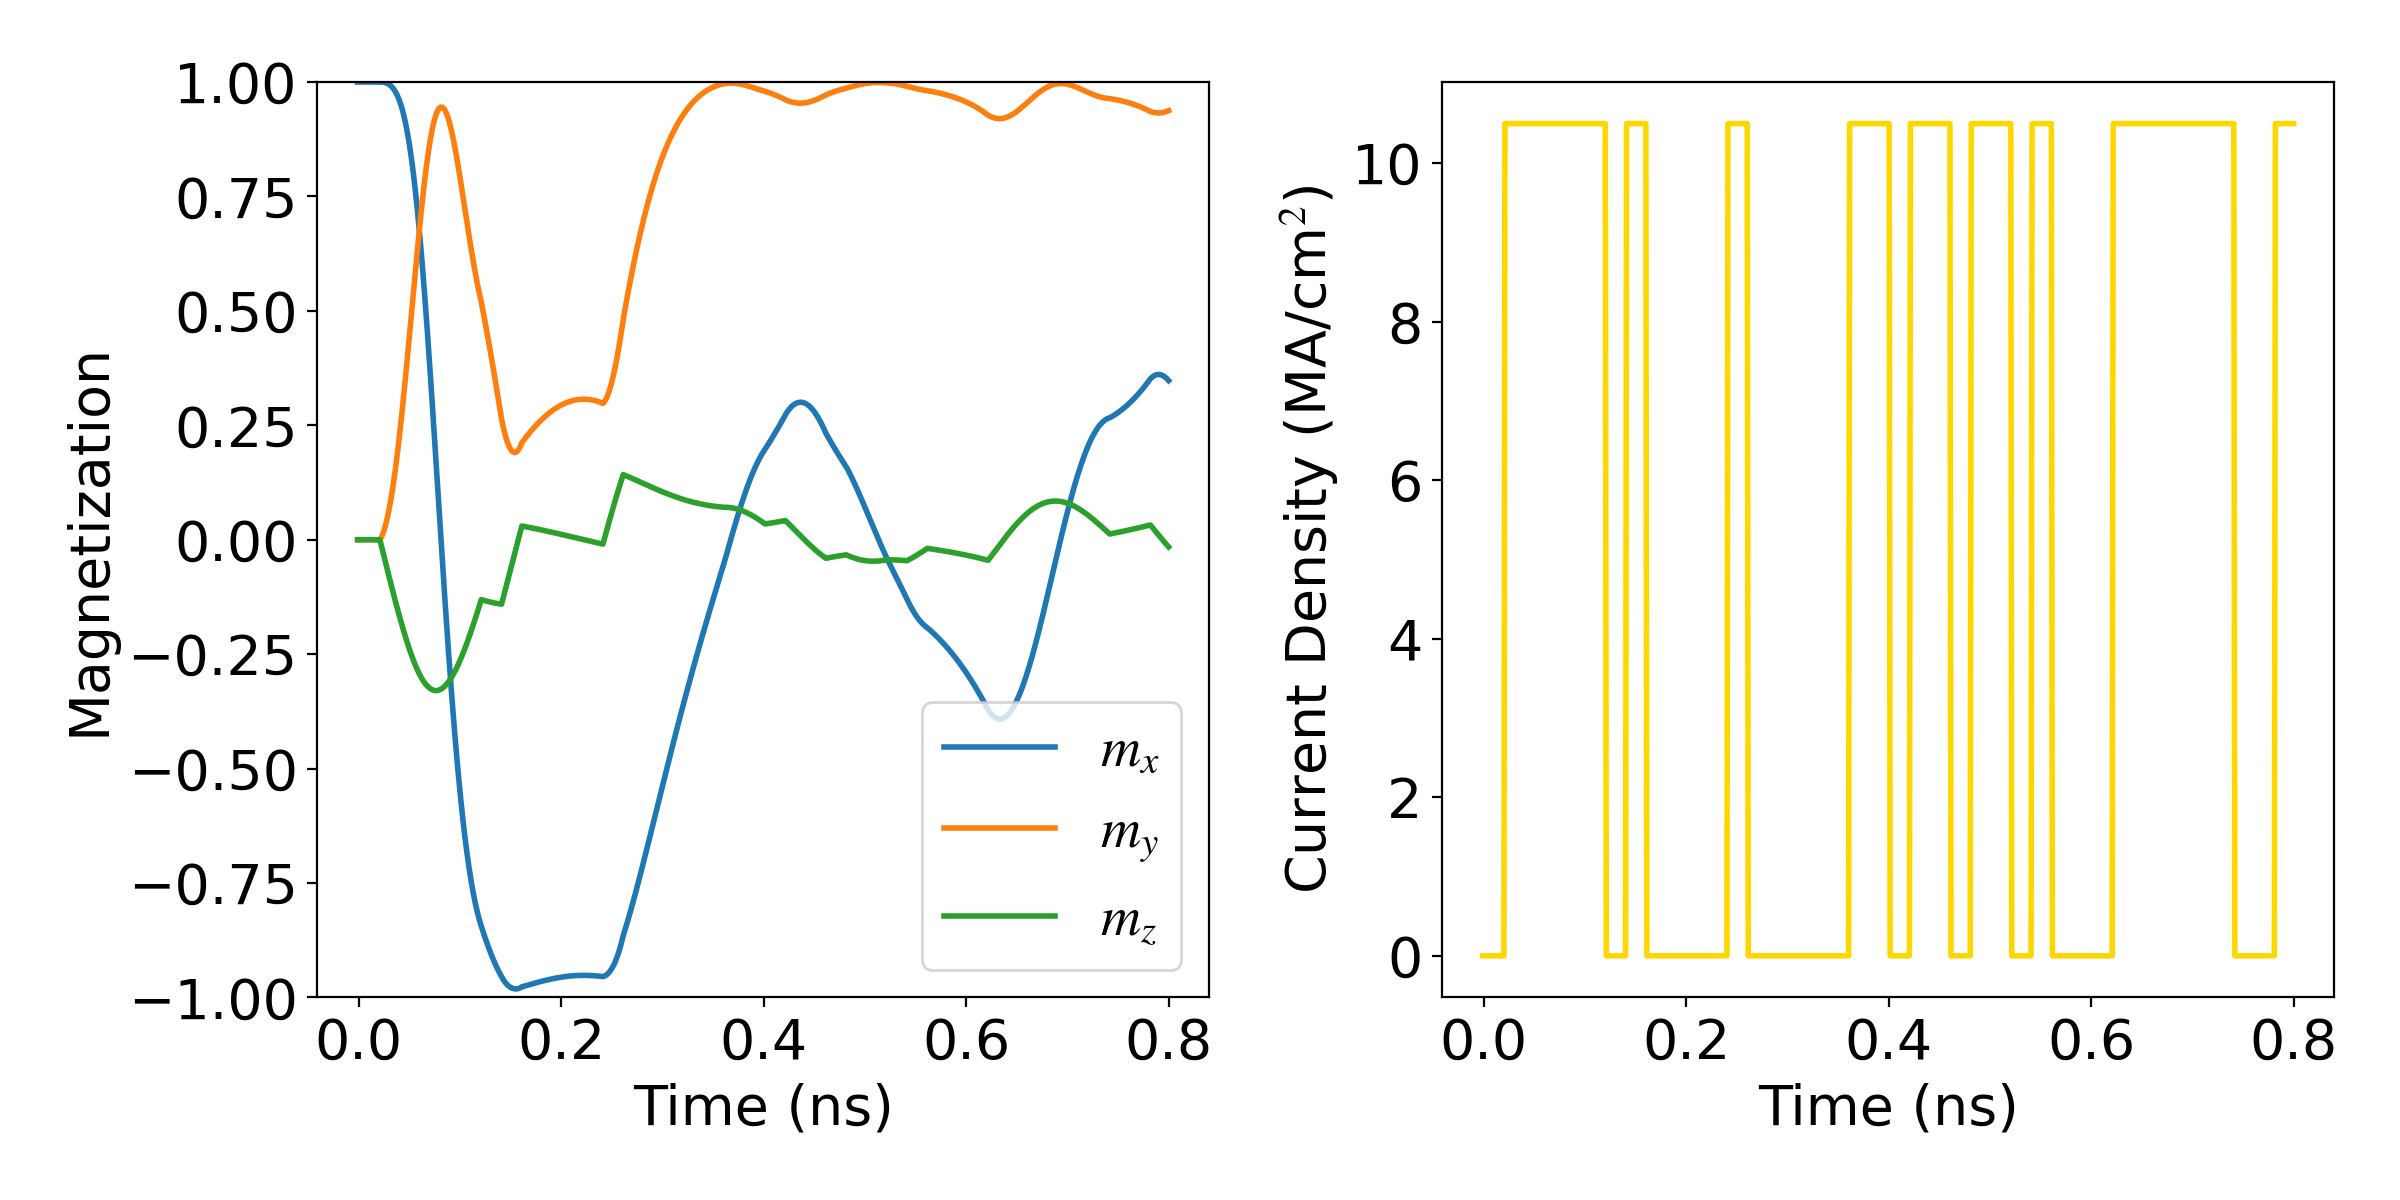 1.00
0.75
0.50
0.25
0.00
−0.25
−0.50
−0.75
−1.00
Magnetization
0.0 0.2 0.4 0.6 0.8
Time (ns)
m_x
m_y
m_z
10
8
6
4
2
0
Current Density (MA/cm²)
0.0 0.2 0.4 0.6 0.8
Time (ns)